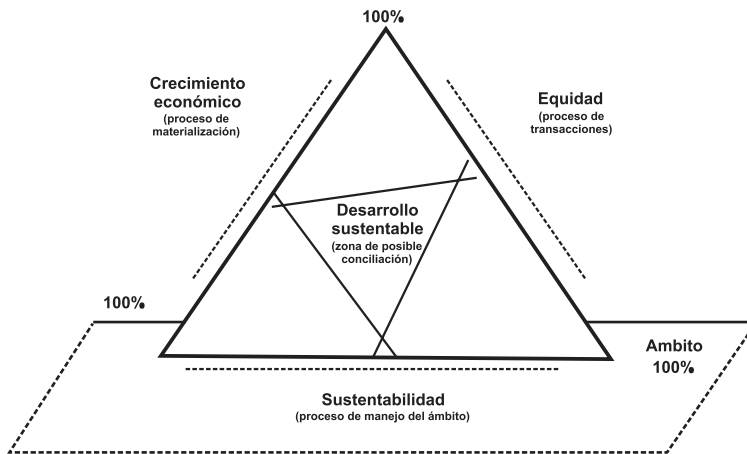 100%
Crecimiento
económico
(proceso de
materialización)
Equidad
(proceso de
transacciones)
Desarrollo
sustentable
(zona de posible
conciliación)
100%
Ambito
100%
Sustentabilidad
(proceso de manejo del ámbito)